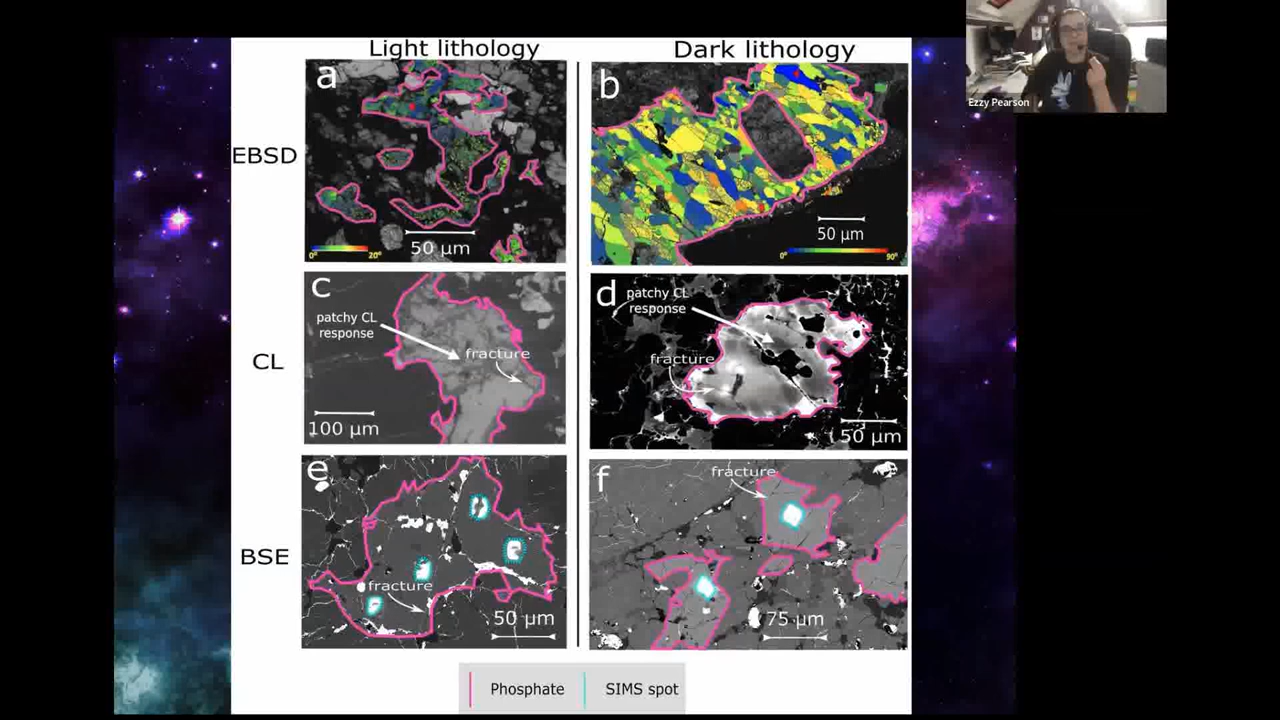 Light lithology
Dark lithology
Ezzy Pearson
EBSD
a
50 µm
0°
20°
b
50 µm
0°
90°
CL
c
patchy CL
response
fracture
100 µm
d
patchy CL
response
fracture
50 µm
BSE
e
fracture
50 µm
f
fracture
75 µm
Phosphate
SIMS spot